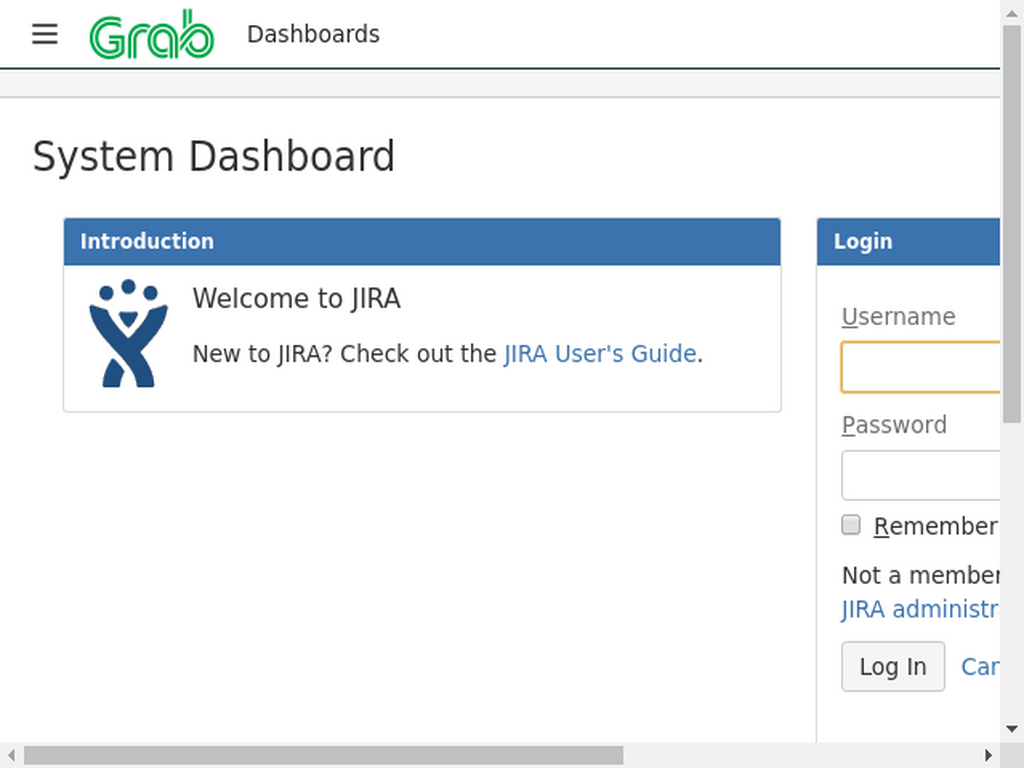 Grab Dashboards
System Dashboard
Introduction
Welcome to JIRA
New to JIRA? Check out the JIRA User's Guide.
Login
Username
Password
Remember
Not a member
JIRA administr
Log In Can